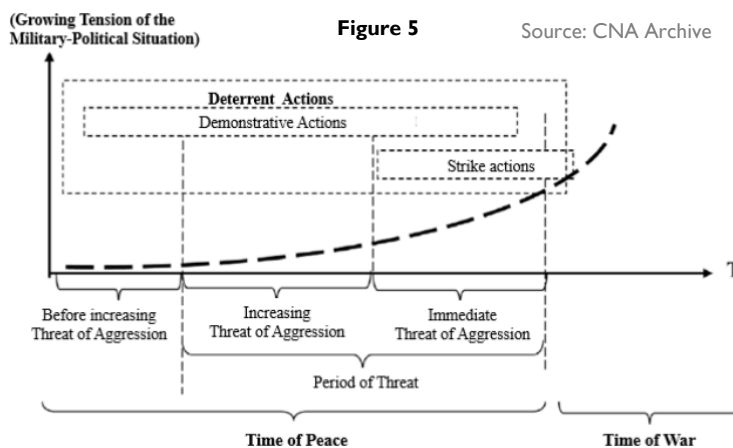 (Growing Tension of the
Military-Political Situation)
Figure 5
Source: CNA Archive
Deterrent Actions
Demonstrative Actions
Strike actions
T
Before increasing
Threat of Aggression
Increasing
Threat of Aggression
Immediate
Threat of Aggression
Period of Threat
Time of Peace
Time of War